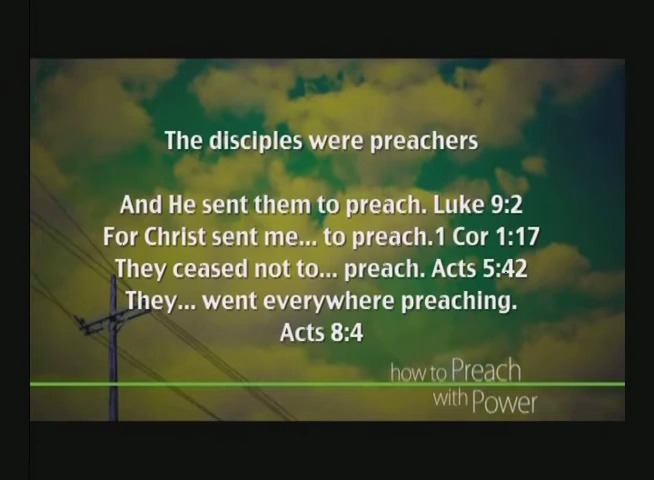 The disciples were preachers
And He sent them to preach. Luke 9:2
For Christ sent me... to preach.1 Cor 1:17
They ceased not to... preach. Acts 5:42
They... went everywhere preaching.
Acts 8:4
how to Preach
with Power